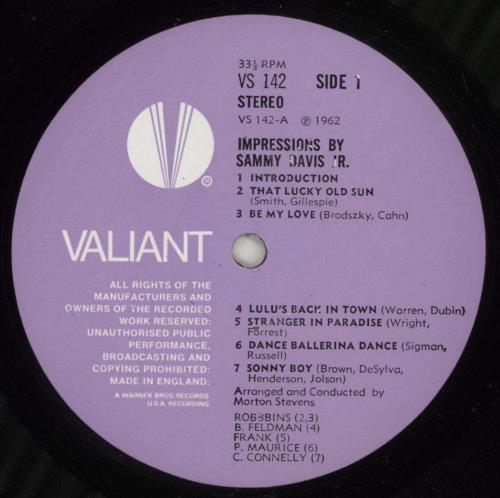 33⅓ RPM
VS 142 SIDE 1
STEREO
VS 142-A ℗ 1962
IMPRESSIONS BY
SAMMY DAVIS JR.
1 INTRODUCTION
2 THAT LUCKY OLD SUN
(Smith, Gillespie)
3 BE MY LOVE (Brodszky, Cahn)
®
VALIANT
ALL RIGHTS OF THE
MANUFACTURERS AND
OWNERS OF THE RECORDED
WORK RESERVED:
UNAUTHORISED PUBLIC
PERFORMANCE,
BROADCASTING AND
COPYING PROHIBITED:
MADE IN ENGLAND:
A WARNER BROS RECORDS
U.S.A. RECORDING
4 LULU'S BACK IN TOWN (Warren, Dubin)
5 STRANGER IN PARADISE (Wright,
Forrest)
6 DANCE BALLERINA DANCE (Sigman,
Russell)
7 SONNY BOY (Brown, DeSylva,
Henderson, Jolson)
Arranged and Conducted by
Morton Stevens
ROBBBINS (2,3)
B. FELDMAN (4)
FRANK (5)
P. MAURICE (6)
C. CONNELLY (7)